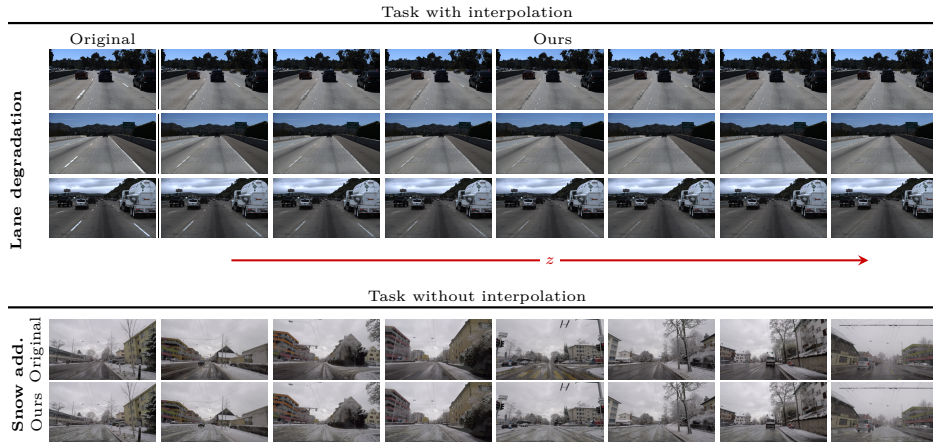 Task with interpolation
Original
Ours
Lane degradation
z
Task without interpolation
Snow add.
Original
Ours